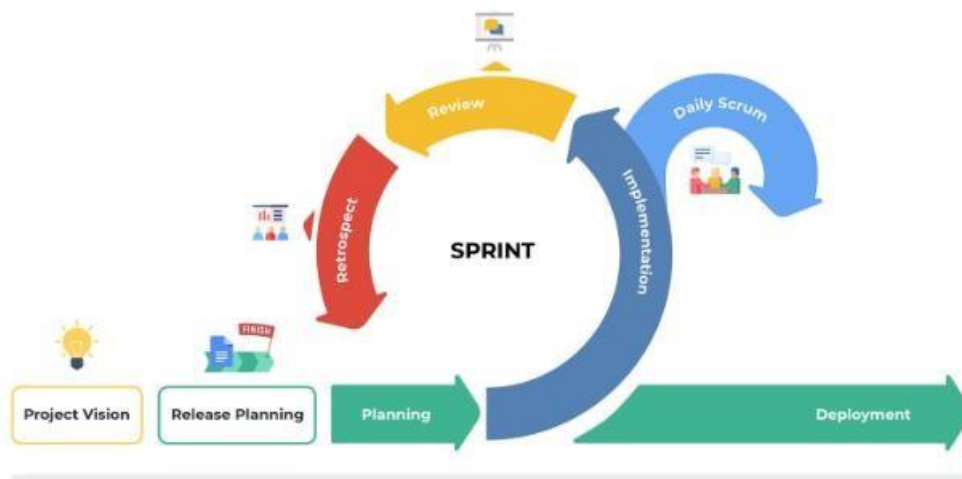 Review
Daily Scrum
Retrospect
SPRINT
Implementation
FINISH
Project Vision
Release Planning
Planning
Deployment